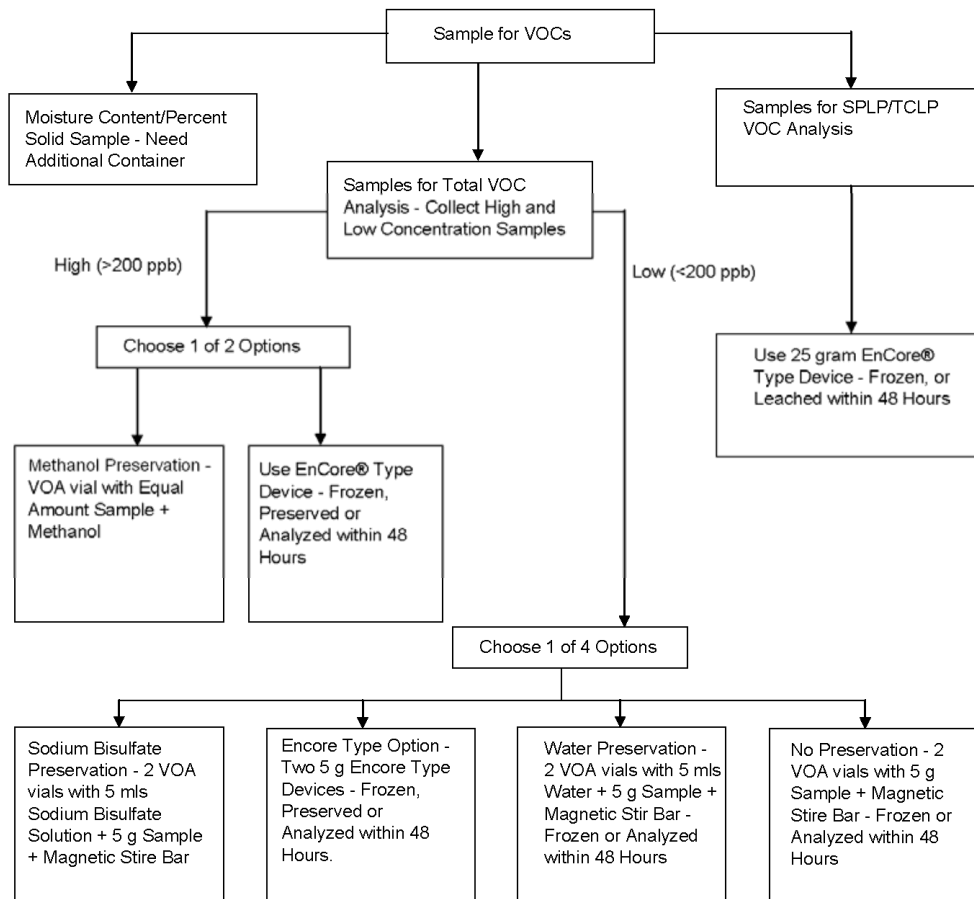 Sample for VOCs
Moisture Content/Percent
Solid Sample - Need
Additional Container
Samples for SPLP/TCLP
VOC Analysis
Samples for Total VOC
Analysis - Collect High and
Low Concentration Samples
High (>200 ppb)
Low (<200 ppb)
Choose 1 of 2 Options
Use 25 gram EnCore®
Type Device - Frozen, or
Leached within 48 Hours
Methanol Preservation -
VOA vial with Equal
Amount Sample +
Methanol
Use EnCore® Type
Device - Frozen,
Preserved or
Analyzed within 48
Hours
Choose 1 of 4 Options
Sodium Bisulfate
Preservation - 2 VOA
vials with 5 mls
Sodium Bisulfate
Solution + 5 g Sample
+ Magnetic Stire Bar
Encore Type Option -
Two 5 g Encore Type
Devices - Frozen,
Preserved or
Analyzed within 48
Hours.
Water Preservation -
2 VOA vials with 5 mls
Water + 5 g Sample +
Magnetic Stir Bar -
Frozen or Analyzed
within 48 Hours
No Preservation - 2
VOA vials with 5 g
Sample + Magnetic
Stire Bar - Frozen or
Analyzed within 48
Hours